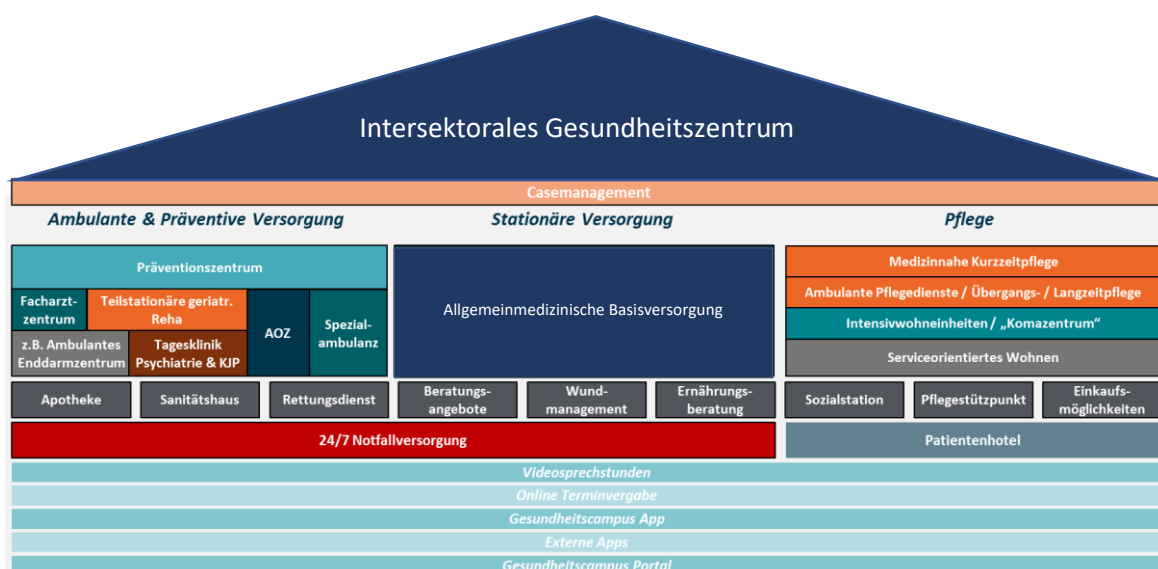 Intersektorales Gesundheitszentrum
Casemanagement
Ambulante & Präventive Versorgung
Stationäre Versorgung
Pflege
Präventionszentrum
Facharzt-
zentrum
Teilstationäre geriatr.
Reha
AOZ
Spezial-
ambulanz
z.B. Ambulantes
Enddarmzentrum
Tagesklinik
Psychiatrie & KJP
Allgemeinmedizinische Basisversorgung
Medizinnahe Kurzzeitpflege
Ambulante Pflegedienste / Übergangs- / Langzeitpflege
Intensivwohneinheiten / „Komazentrum“
Serviceorientiertes Wohnen
Apotheke
Sanitätshaus
Rettungsdienst
Beratungs-
angebote
Wund-
management
Ernährungs-
beratung
Sozialstation
Pflegestützpunkt
Einkaufs-
möglichkeiten
24/7 Notfallversorgung
Patientenhotel
Videosprechstunden
Online Terminvergabe
Gesundheitscampus App
Externe Apps
Gesundheitscampus Portal